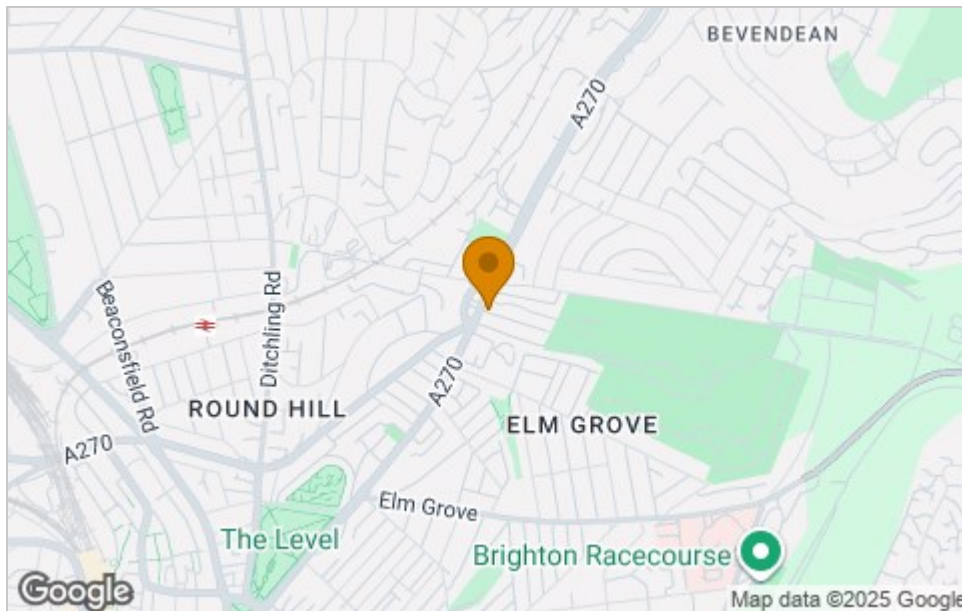 BEVENDEAN
A270
Beaconsfield Rd
Ditchling Rd
A270
ROUND HILL
ELM GROVE
A270
Elm Grove
The Level
Brighton Racecourse
Google
Map data ©2025 Google